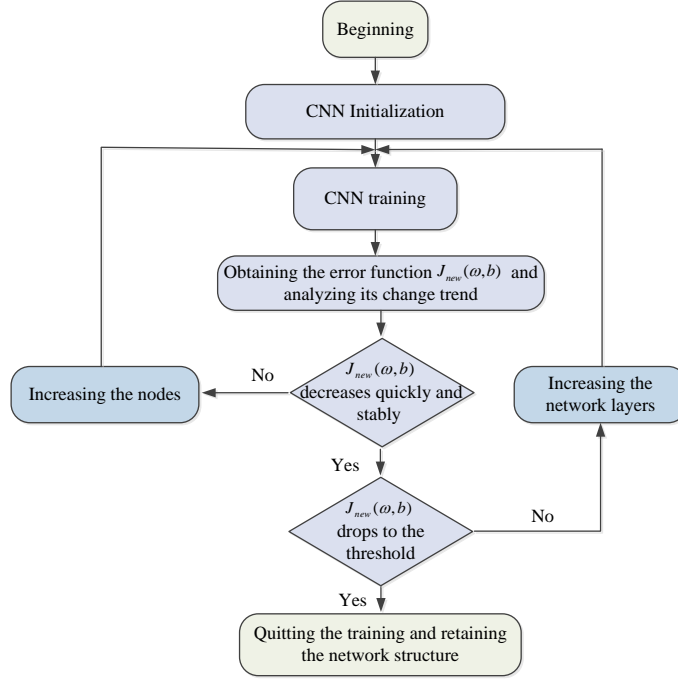 Beginning
CNN Initialization
CNN training
Obtaining the error function J_new(ω,b) and
analyzing its change trend
J_new(ω,b)
decreases quickly and
stably
No
Increasing the nodes
Increasing the
network layers
Yes
J_new(ω,b)
drops to the
threshold
No
Yes
Quitting the training and retaining
the network structure